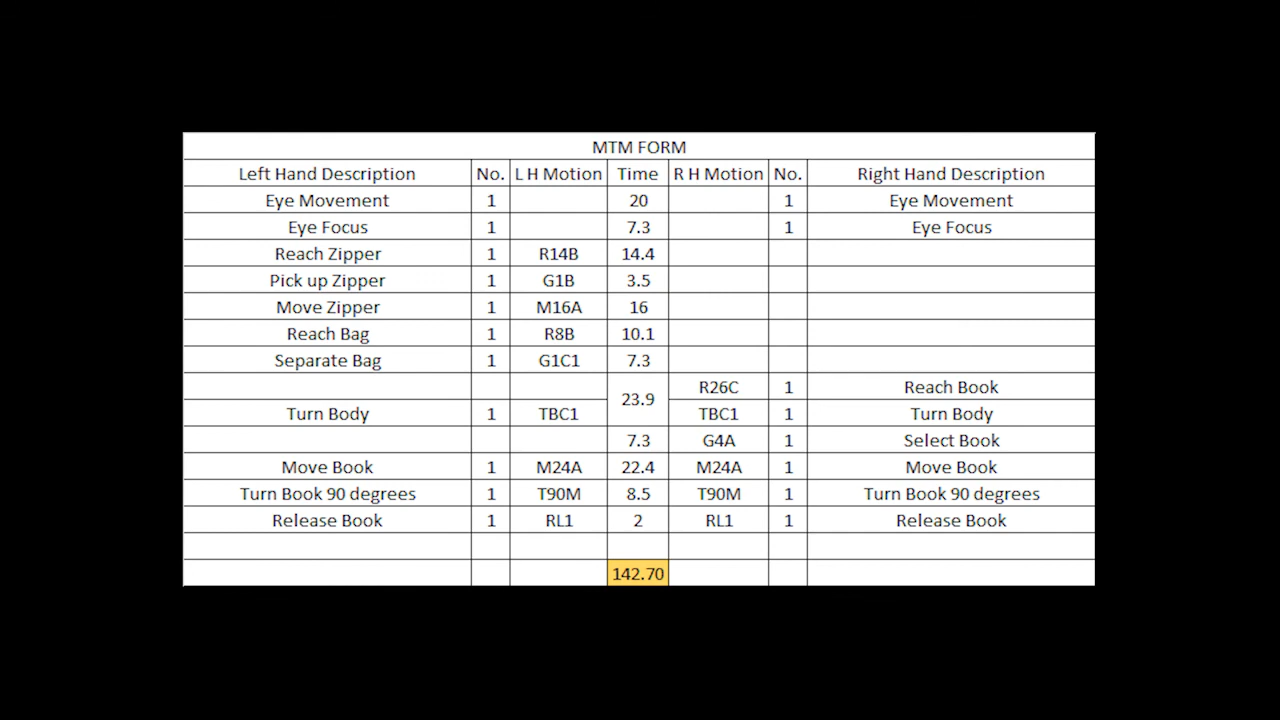 MTM FORM
Left Hand Description No. L H Motion Time R H Motion No. Right Hand Description
Eye Movement 1 20 1 Eye Movement
Eye Focus 1 7.3 1 Eye Focus
Reach Zipper 1 R14B 14.4
Pick up Zipper 1 G1B 3.5
Move Zipper 1 M16A 16
Reach Bag 1 R8B 10.1
Separate Bag 1 G1C1 7.3
R26C 1 Reach Book
23.9
Turn Body 1 TBC1 TBC1 1 Turn Body
7.3 G4A 1 Select Book
Move Book 1 M24A 22.4 M24A 1 Move Book
Turn Book 90 degrees 1 T90M 8.5 T90M 1 Turn Book 90 degrees
Release Book 1 RL1 2 RL1 1 Release Book
142.70